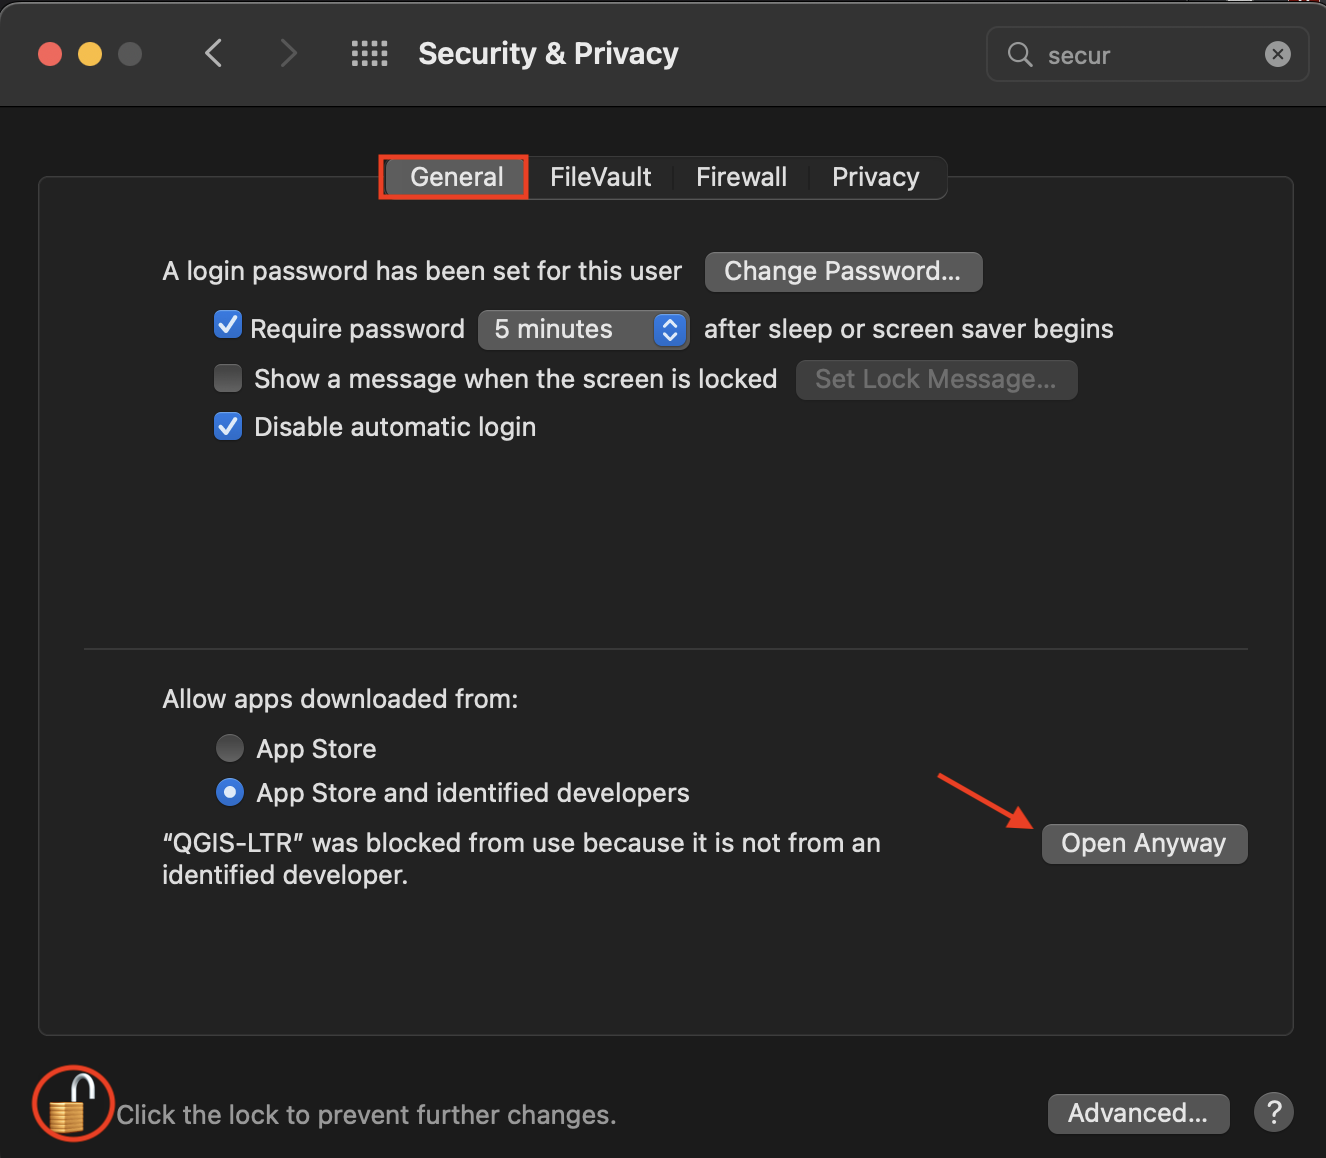 Security & Privacy
secur
General FileVault Firewall Privacy
A login password has been set for this user Change Password...
Require password 5 minutes after sleep or screen saver begins
Show a message when the screen is locked Set Lock Message...
Disable automatic login
Allow apps downloaded from:
App Store
App Store and identified developers
“QGIS-LTR” was blocked from use because it is not from an
identified developer.
Open Anyway
Click the lock to prevent further changes.
Advanced... ?